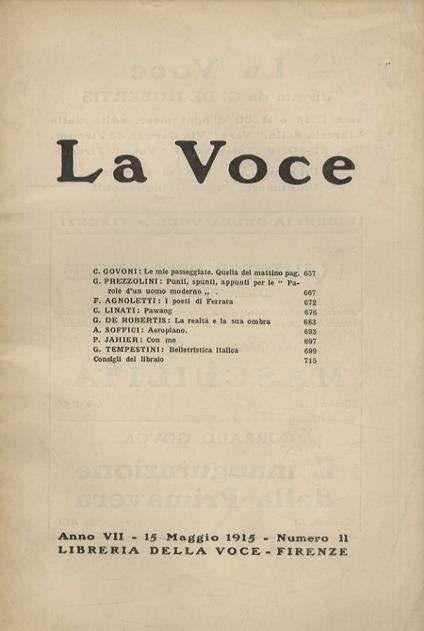 La Voce
C. GOVONI: Le mie passeggiate. Quella del mattino pag. 657
G. PREZZOLINI: Punti, spunti, appunti per le " Pa-
role d'un uomo moderno „ . 667
F. AGNOLETTI: I poeti di Ferrara 672
C. LINATI: Pawang 676
G. DE ROBERTIS: La realtà e la sua ombra 683
A. SOFFICI: Aeroplano. 693
P. JAHIER: Con me 697
G. TEMPESTINI: Belletristica italica 699
Consigli del libraio 715
Anno VII - 15 Maggio 1915 - Numero 11
LIBRERIA DELLA VOCE - FIRENZE